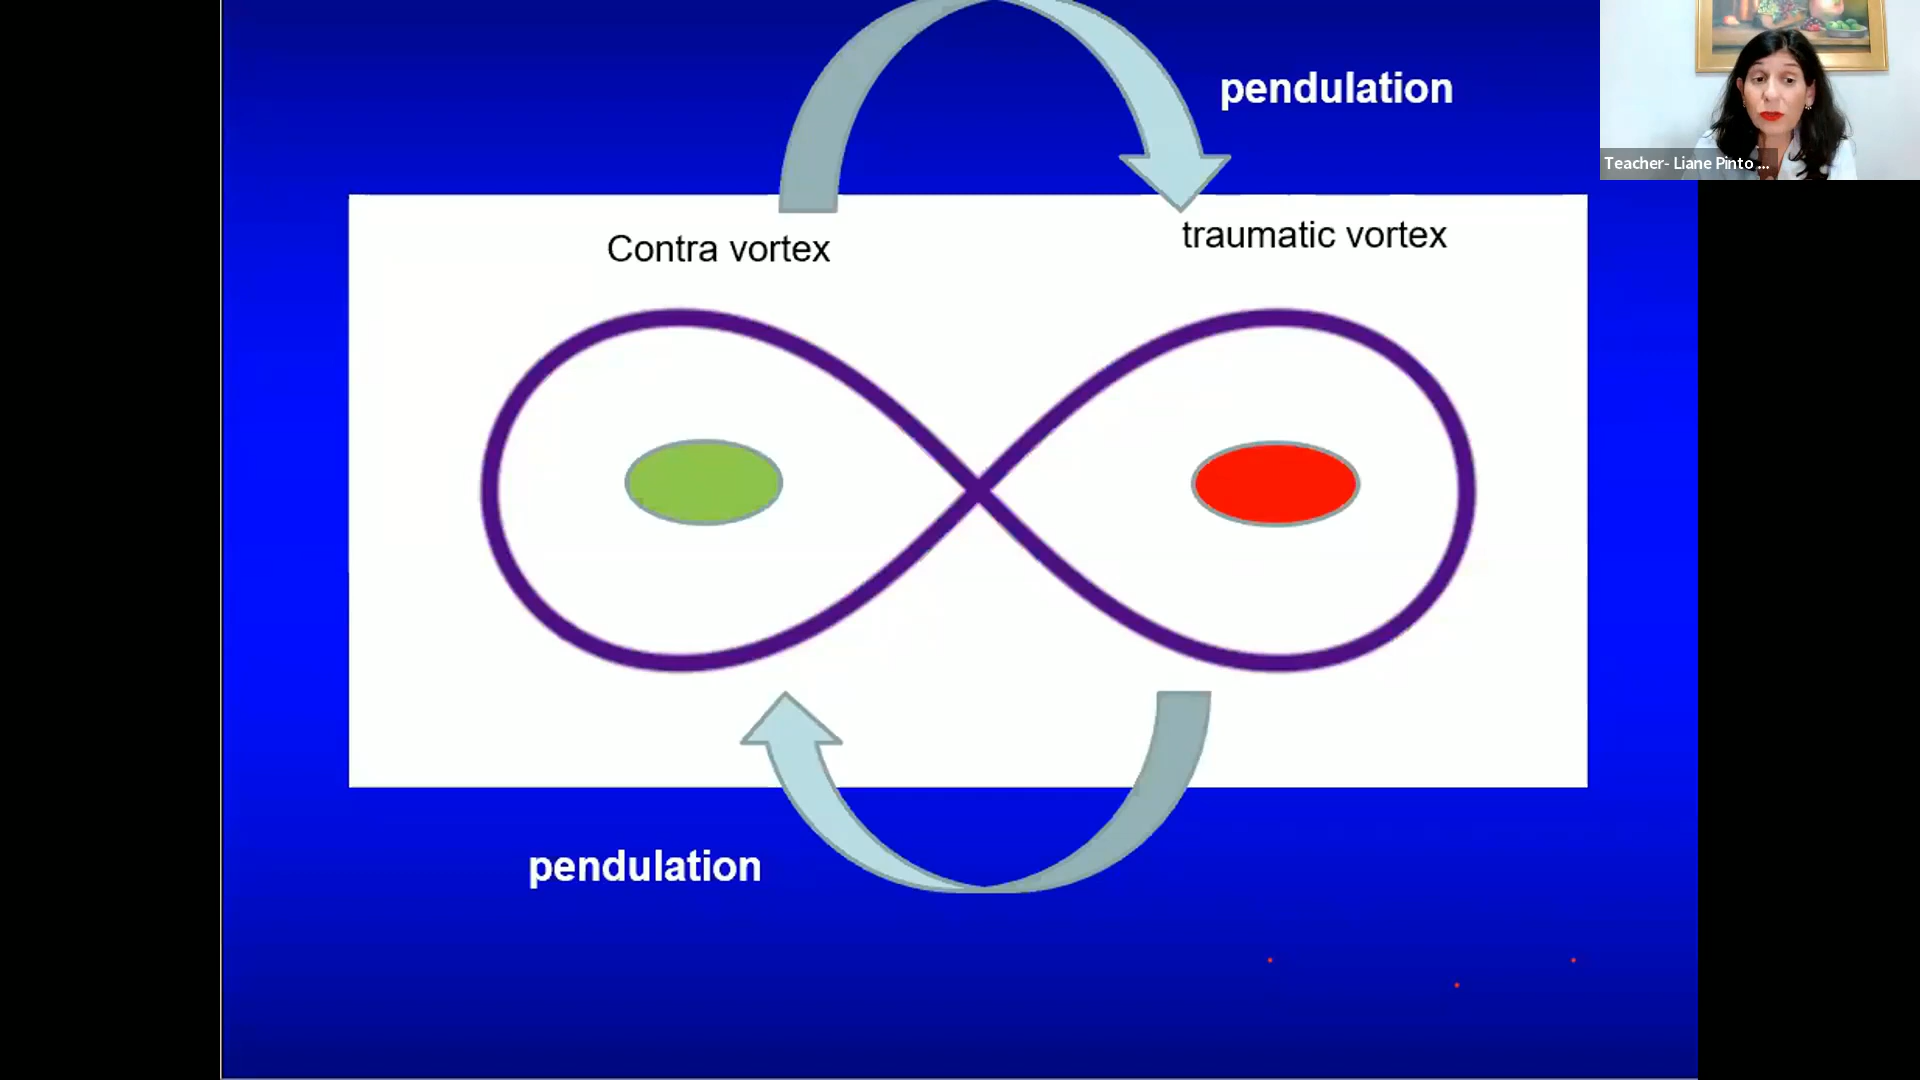 pendulation
Teacher- Liane Pinto ...
Contra vortex
traumatic vortex
pendulation